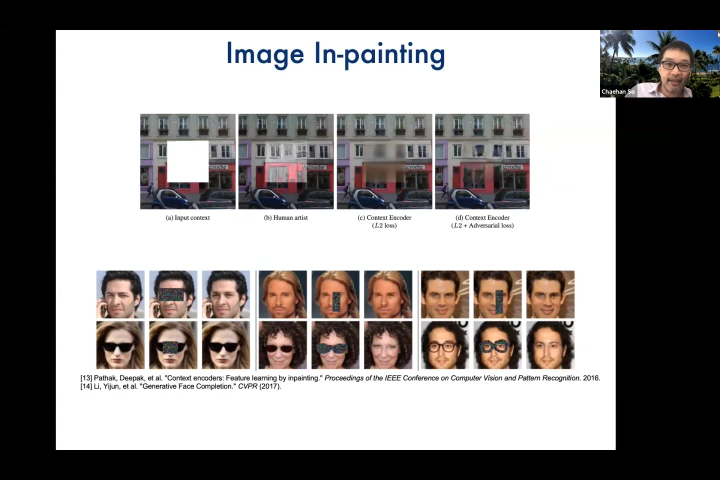 Image In-painting
Chaehan So
(a) Input context
(b) Human artist
(c) Context Encoder
(L2 loss)
(d) Context Encoder
(L2 + Adversarial loss)
[13] Pathak, Deepak, et al. "Context encoders: Feature learning by inpainting." Proceedings of the IEEE Conference on Computer Vision and Pattern Recognition. 2016.
[14] Li, Yijun, et al. "Generative Face Completion." CVPR (2017).